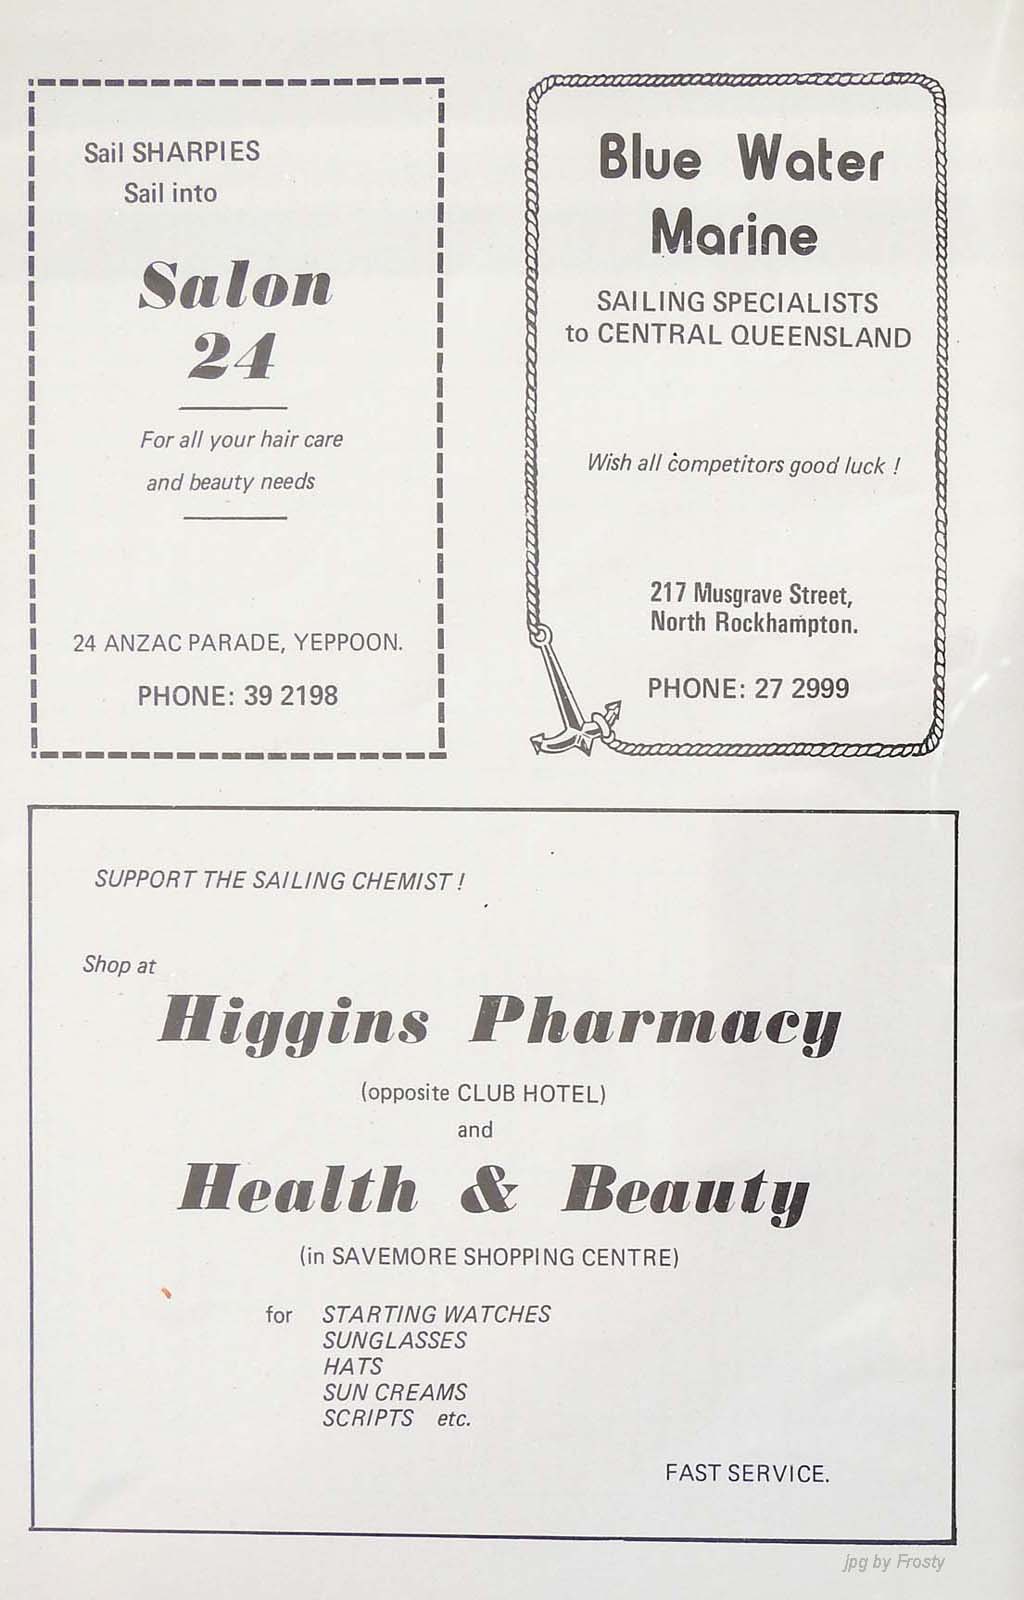 Sail SHARPIES
Sail into
Salon
24
For all your hair care
and beauty needs
24 ANZAC PARADE, YEPPOON.
PHONE: 39 2198
Blue Water
Marine
SAILING SPECIALISTS
to CENTRAL QUEENSLAND
Wish all competitors good luck !
217 Musgrave Street,
North Rockhampton.
PHONE: 27 2999
SUPPORT THE SAILING CHEMIST !
Shop at
Higgins Pharmacy
(opposite CLUB HOTEL)
and
Health & Beauty
(in SAVEMORE SHOPPING CENTRE)
for STARTING WATCHES
SUNGLASSES
HATS
SUN CREAMS
SCRIPTS etc.
FAST SERVICE.
jpg by Frosty